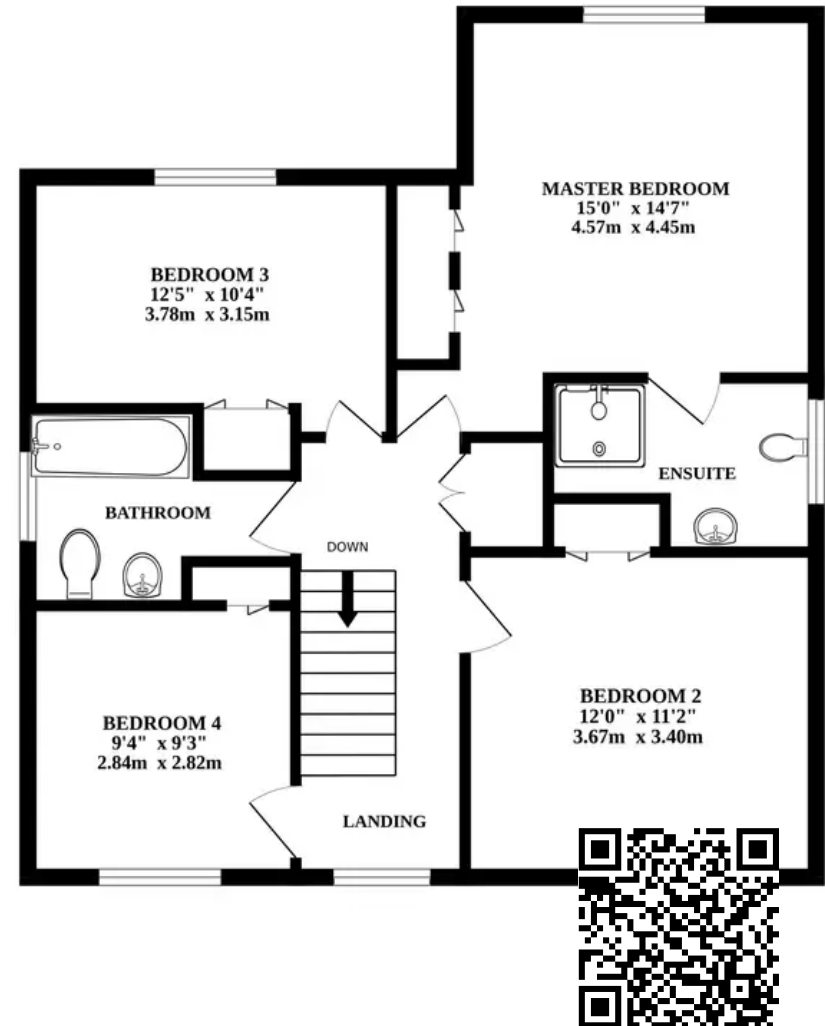 MASTER BEDROOM
15'0" x 14'7"
4.57m x 4.45m
BEDROOM 3
12'5" x 10'4"
3.78m x 3.15m
ENSUITE
BATHROOM
DOWN
BEDROOM 2
12'0" x 11'2"
3.67m x 3.40m
BEDROOM 4
9'4" x 9'3"
2.84m x 2.82m
LANDING